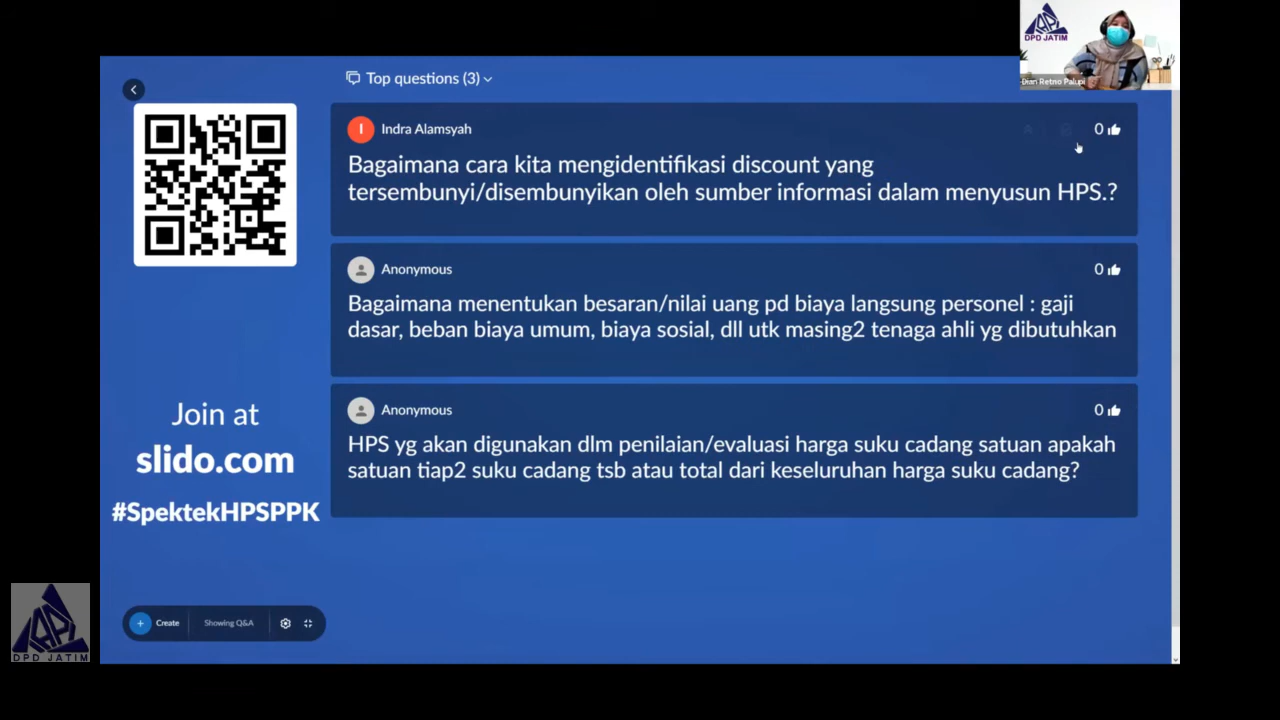 DPD JATIM
Dian Retno Palupi
Top questions (3)
I
Indra Alamsyah
0
Bagaimana cara kita mengidentifikasi discount yang
tersembunyi/disembunyikan oleh sumber informasi dalam menyusun HPS.?
Anonymous
0
Bagaimana menentukan besaran/nilai uang pd biaya langsung personel : gaji
dasar, beban biaya umum, biaya sosial, dll utk masing2 tenaga ahli yg dibutuhkan
Anonymous
0
HPS yg akan digunakan dlm penilaian/evaluasi harga suku cadang satuan apakah
satuan tiap2 suku cadang tsb atau total dari keseluruhan harga suku cadang?
Join at
slido.com
#SpektekHPSPPK
+ Create
Showing Q&A
DPD JATIM